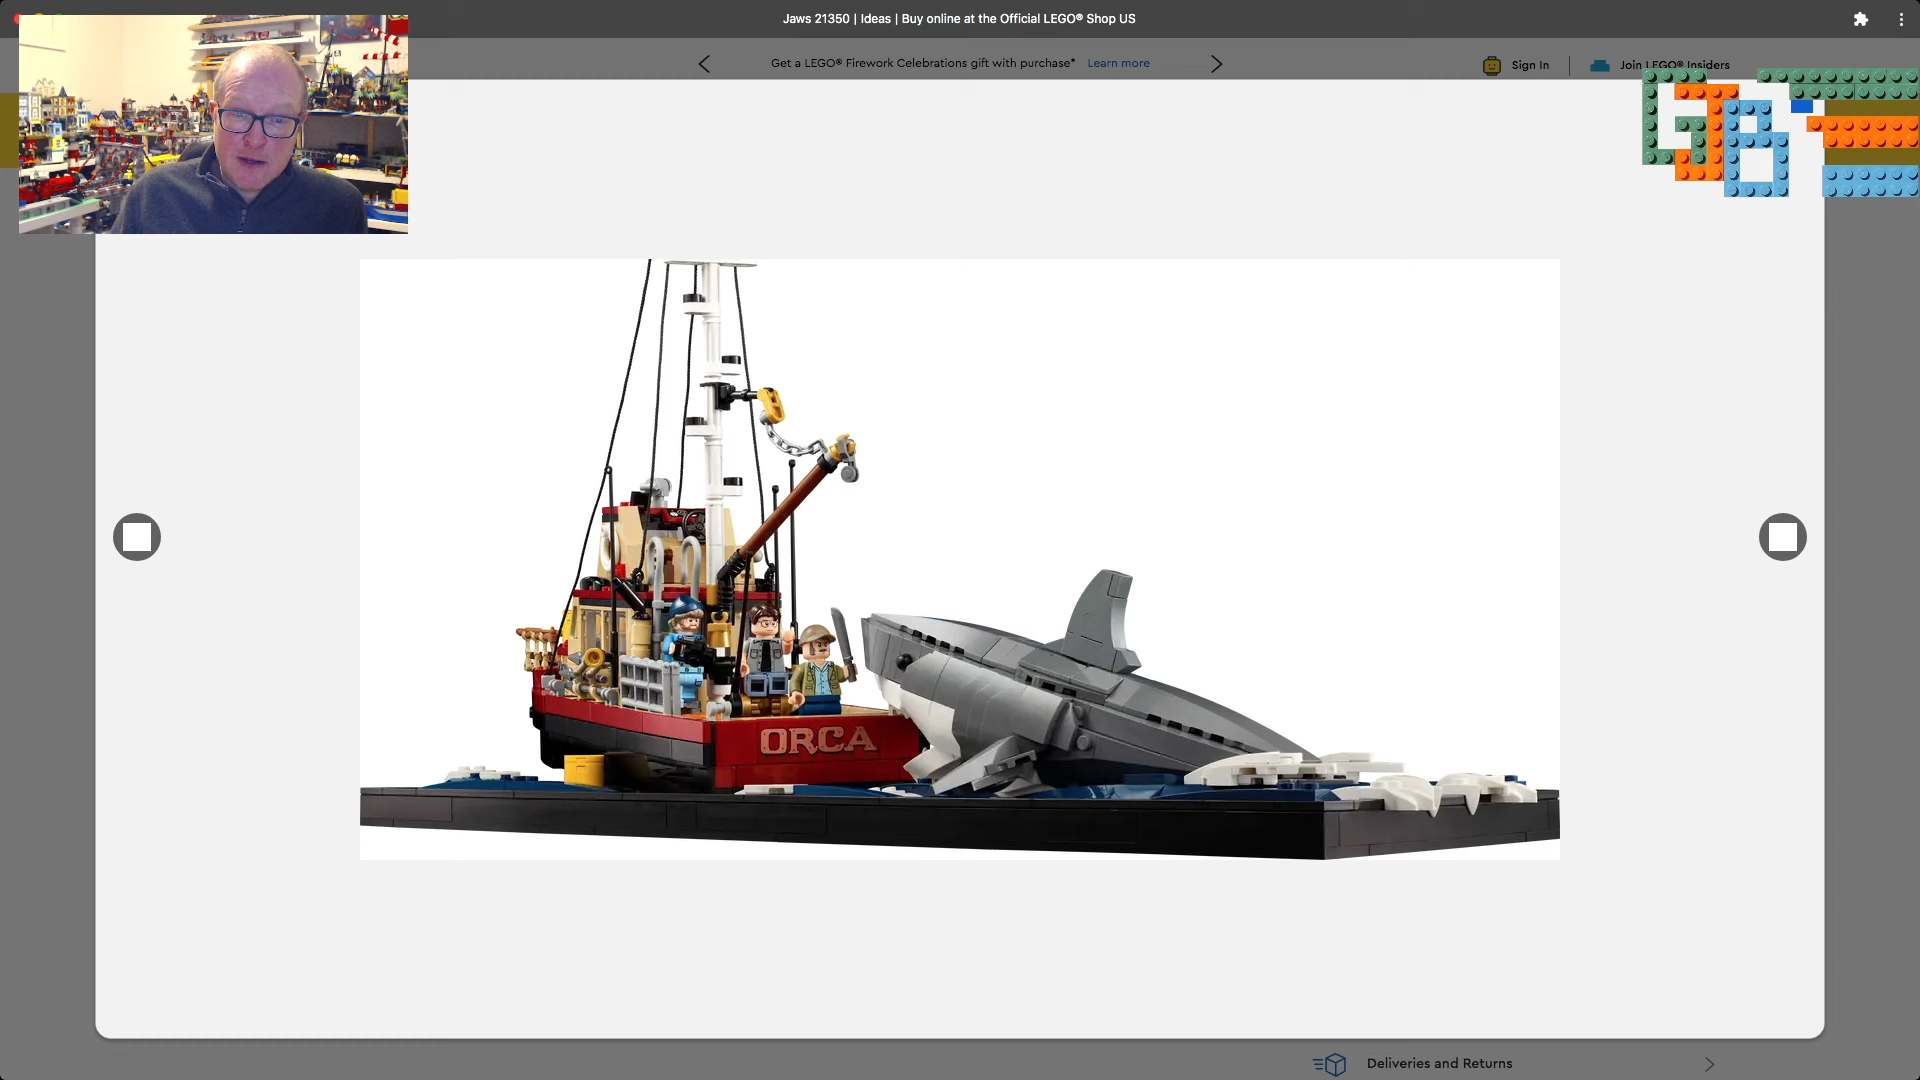 Jaws 21350 | Ideas | Buy online at the Official LEGO® Shop US
Get a LEGO® Firework Celebrations gift with purchase* Learn more
Sign In
Join LEGO® Insiders
GJB
ORCA
Deliveries and Returns